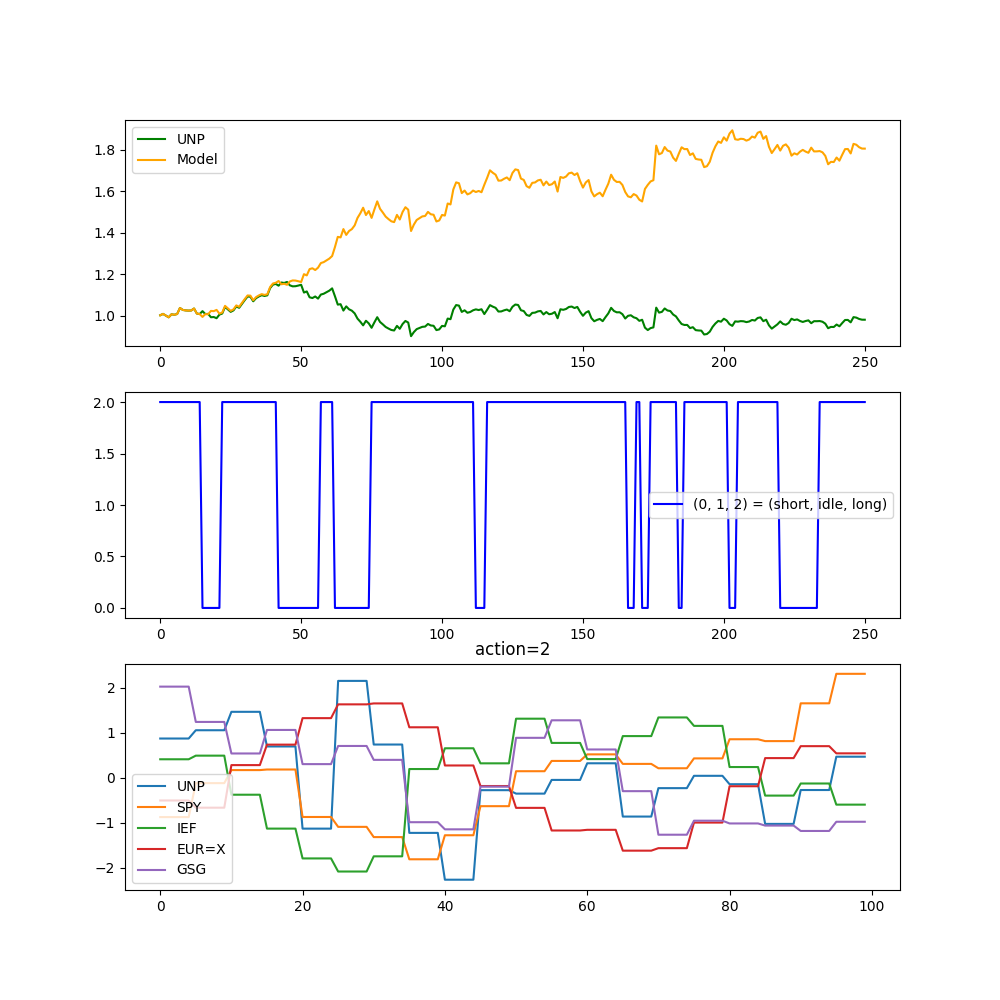 UNP
Model
1.8
1.6
1.4
1.2
1.0
0 50 100 150 200 250
2.0
1.5
1.0
0.5
0.0
(0, 1, 2) = (short, idle, long)
0 50 100 150 200 250
action=2
2
1
0
−1
−2
UNP
SPY
IEF
EUR=X
GSG
0 20 40 60 80 100